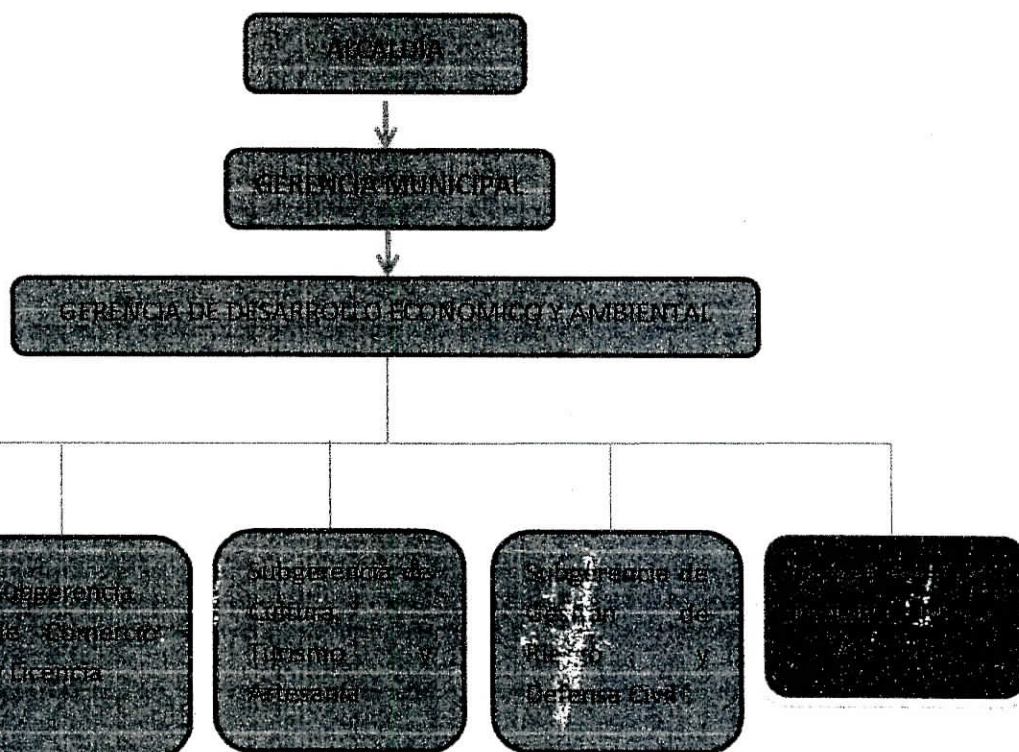 ALCALDÍA
GERENCIA MUNICIPAL
GERENCIA DE DESARROLLO ECONOMICO Y AMBIENTAL
Subgerencia
de Comercio
Licencia
Subgerencia de
Cultura,
Turismo y
Artesanía
Subgerencia de
Gestión de
Riesgo y
Defensa Civil